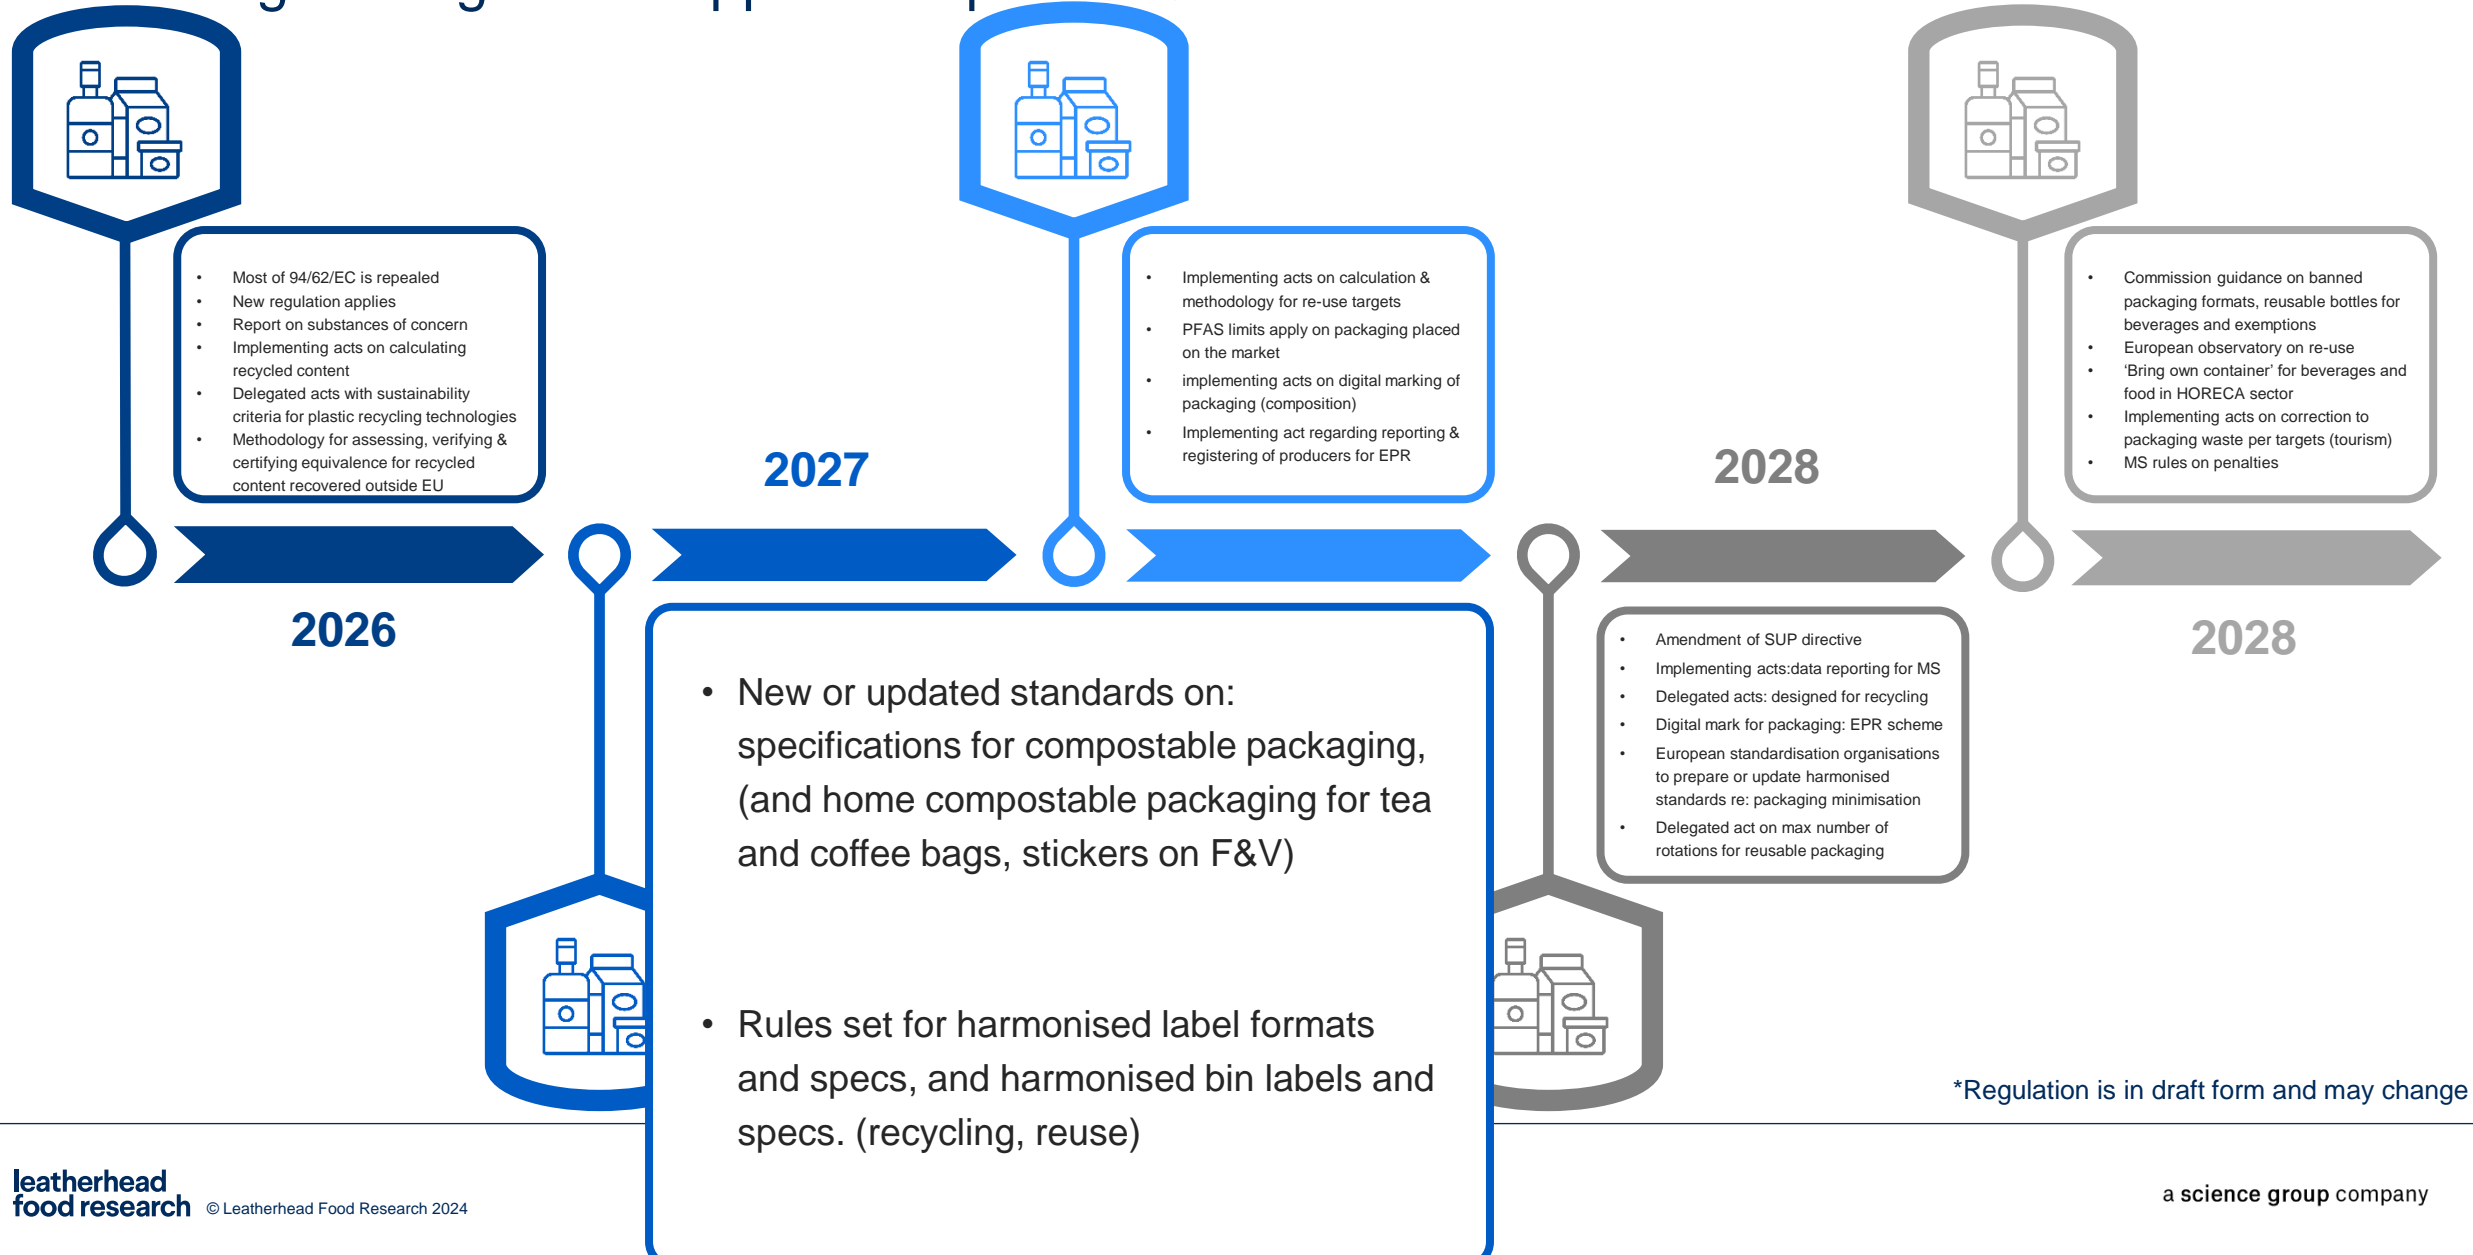 • Most of 94/62/EC is repealed
• New regulation applies
• Report on substances of concern
• Implementing acts on calculating
recycled content
• Delegated acts with sustainability
criteria for plastic recycling technologies
• Methodology for assessing, verifying &
certifying equivalence for recycled
content recovered outside EU
2026
2027
• New or updated standards on:
specifications for compostable packaging,
(and home compostable packaging for tea
and coffee bags, stickers on F&V)
• Rules set for harmonised label formats
and specs, and harmonised bin labels and
specs. (recycling, reuse)
• Implementing acts on calculation &
methodology for re-use targets
• PFAS limits apply on packaging placed
on the market
• implementing acts on digital marking of
packaging (composition)
• Implementing act regarding reporting &
registering of producers for EPR
2028
• Amendment of SUP directive
• Implementing acts:data reporting for MS
• Delegated acts: designed for recycling
• Digital mark for packaging: EPR scheme
• European standardisation organisations
to prepare or update harmonised
standards re: packaging minimisation
• Delegated act on max number of
rotations for reusable packaging
• Commission guidance on banned
packaging formats, reusable bottles for
beverages and exemptions
• European observatory on re-use
• ‘Bring own container’ for beverages and
food in HORECA sector
• Implementing acts on correction to
packaging waste per targets (tourism)
• MS rules on penalties
2028
*Regulation is in draft form and may change
leatherhead
food research
© Leatherhead Food Research 2024
a science group company